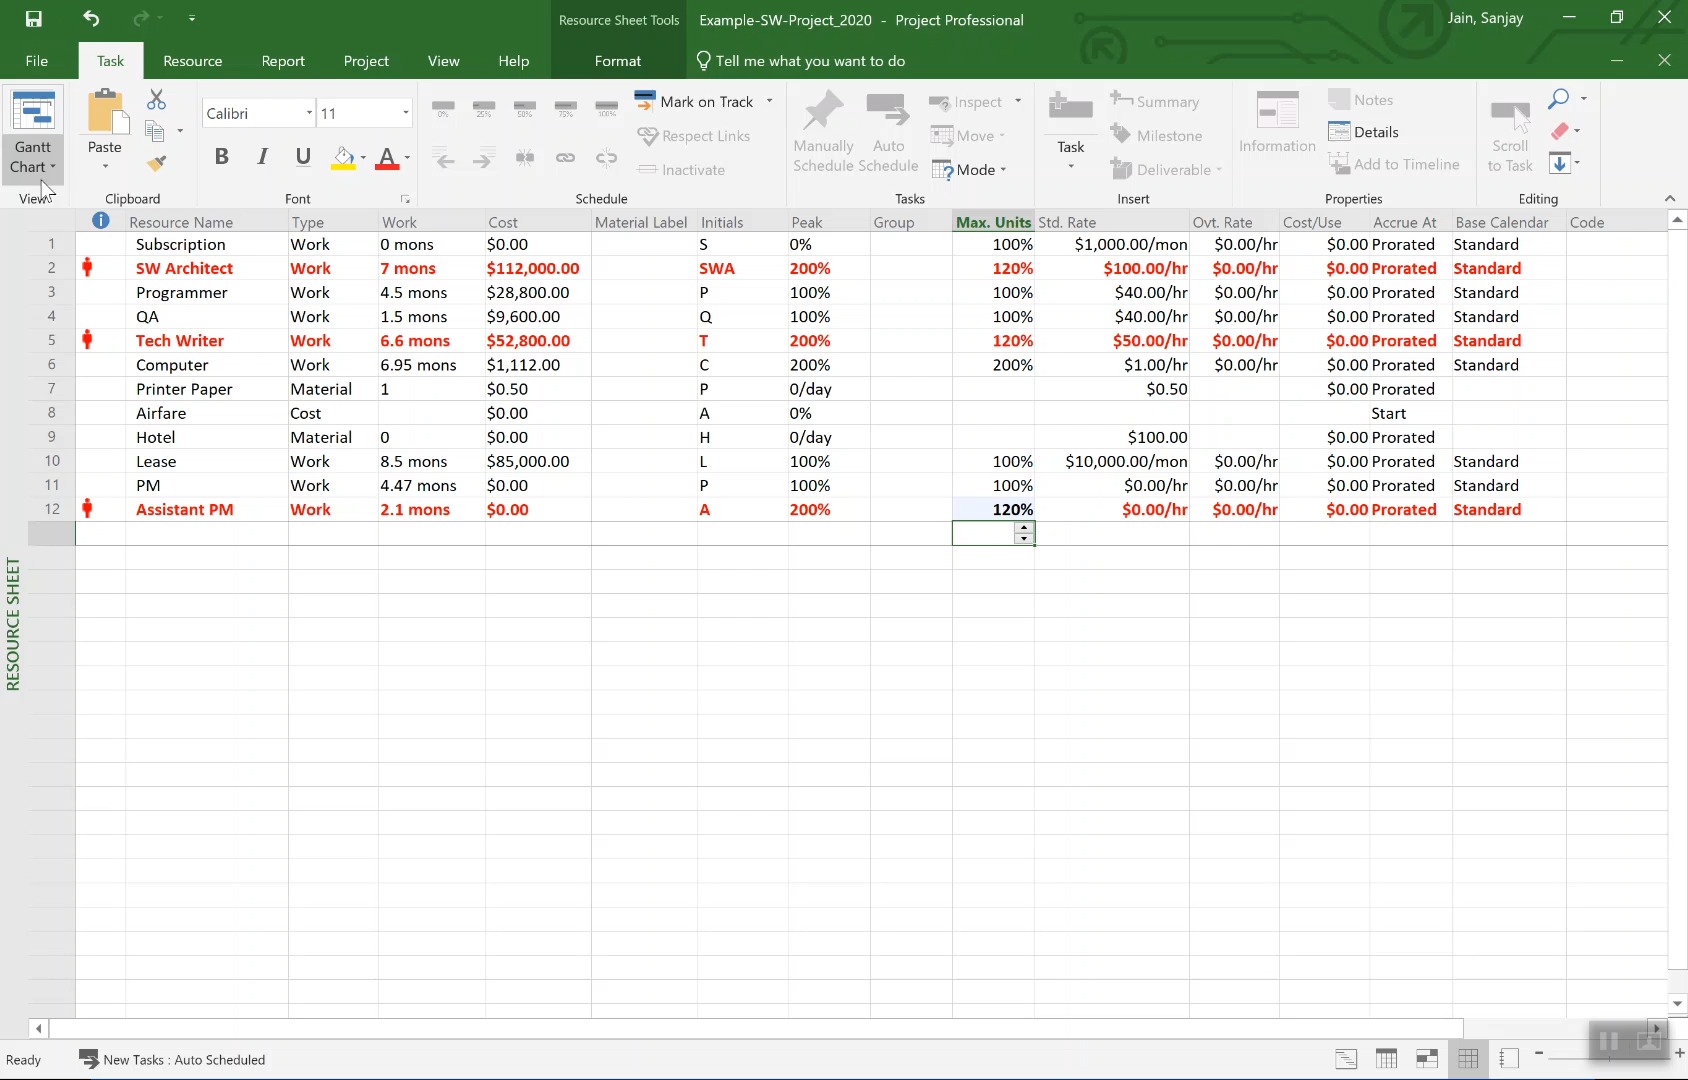 Resource Sheet Tools Example-SW-Project_2020 - Project Professional Jain, Sanjay
File Task Resource Report Project View Help Format Tell me what you want to do
Gantt Chart
View
Paste
Clipboard
Calibri 11
B I U A
Font
0% 25% 50% 75% 100%
Mark on Track
Respect Links
Inactivate
Schedule
Manually Schedule
Auto Schedule
Inspect
Move
Mode
Tasks
Task
Summary
Milestone
Deliverable
Insert
Information
Notes
Details
Add to Timeline
Properties
Scroll to Task
Editing
Resource Name Type Work Cost Material Label Initials Peak Group Max. Units Std. Rate Ovt. Rate Cost/Use Accrue At Base Calendar Code
1 Subscription Work 0 mons $0.00 S 0% 100% $1,000.00/mon $0.00/hr $0.00 Prorated Standard
2 SW Architect Work 7 mons $112,000.00 SWA 200% 120% $100.00/hr $0.00/hr $0.00 Prorated Standard
3 Programmer Work 4.5 mons $28,800.00 P 100% 100% $40.00/hr $0.00/hr $0.00 Prorated Standard
4 QA Work 1.5 mons $9,600.00 Q 100% 100% $40.00/hr $0.00/hr $0.00 Prorated Standard
5 Tech Writer Work 6.6 mons $52,800.00 T 200% 120% $50.00/hr $0.00/hr $0.00 Prorated Standard
6 Computer Work 6.95 mons $1,112.00 C 200% 200% $1.00/hr $0.00/hr $0.00 Prorated Standard
7 Printer Paper Material 1 $0.50 P 0/day $0.50 $0.00 Prorated
8 Airfare Cost $0.00 A 0% Start
9 Hotel Material 0 $0.00 H 0/day $100.00 $0.00 Prorated
10 Lease Work 8.5 mons $85,000.00 L 100% 100% $10,000.00/mon $0.00/hr $0.00 Prorated Standard
11 PM Work 4.47 mons $0.00 P 100% 100% $0.00/hr $0.00/hr $0.00 Prorated Standard
12 Assistant PM Work 2.1 mons $0.00 A 200% 120% $0.00/hr $0.00/hr $0.00 Prorated Standard
RESOURCE SHEET
Ready New Tasks : Auto Scheduled